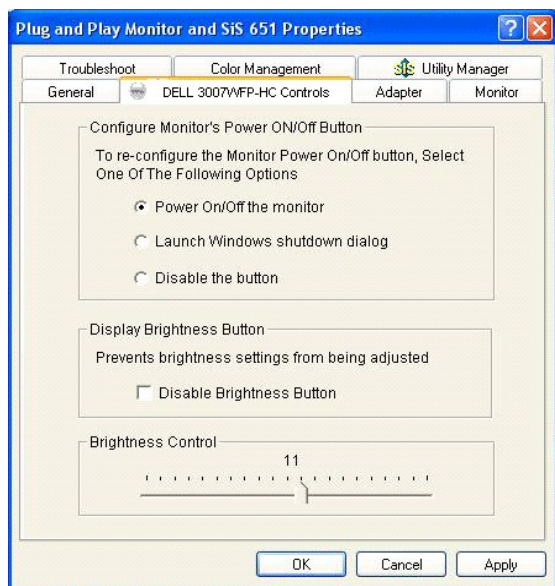 Plug and Play Monitor and SiS 651 Properties
Troubleshoot
Color Management
SiS Utility Manager
General
DELL 3007WFP-HC Controls
Adapter
Monitor
Configure Monitor's Power ON/Off Button
To re-configure the Monitor Power On/Off button, Select
One Of The Following Options
Power On/Off the monitor
Launch Windows shutdown dialog
Disable the button
Display Brightness Button
Prevents brightness settings from being adjusted
Disable Brightness Button
Brightness Control
11
OK
Cancel
Apply